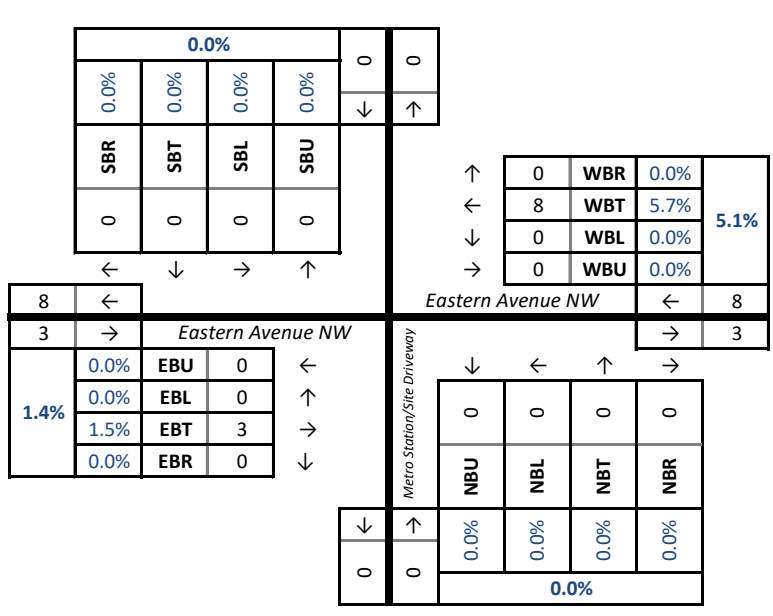 0.0%
0 0
0.0% 0.0% 0.0% 0.0%
↓ ↑
SBR SBT SBL SBU
0 0 0 0
← ↓ → ↑
↑ 0 WBR 0.0%
← 8 WBT 5.7%
5.1%
↓ 0 WBL 0.0%
→ 0 WBU 0.0%
8 ←
Eastern Avenue NW ← 8
3 → Eastern Avenue NW
→ 3
0.0% EBU 0 ←
0.0% EBL 0 ↑
1.4%
1.5% EBT 3 →
0.0% EBR 0 ↓
Metro Station/Site Driveway
↓ ← ↑ →
0 0 0 0
NBU NBL NBT NBR
↓ ↑
0.0% 0.0% 0.0% 0.0%
0 0
0.0%